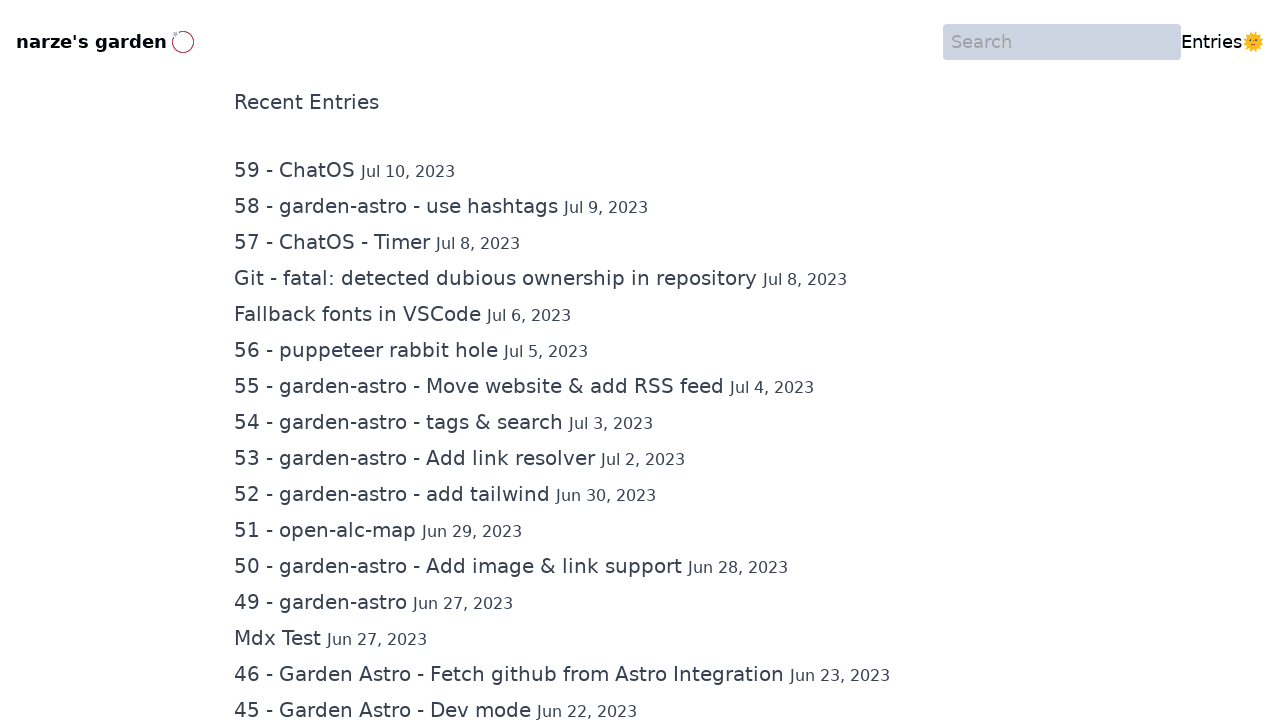 narze's garden
Search
Entries🌞
Recent Entries
59 - ChatOS Jul 10, 2023
58 - garden-astro - use hashtags Jul 9, 2023
57 - ChatOS - Timer Jul 8, 2023
Git - fatal: detected dubious ownership in repository Jul 8, 2023
Fallback fonts in VSCode Jul 6, 2023
56 - puppeteer rabbit hole Jul 5, 2023
55 - garden-astro - Move website & add RSS feed Jul 4, 2023
54 - garden-astro - tags & search Jul 3, 2023
53 - garden-astro - Add link resolver Jul 2, 2023
52 - garden-astro - add tailwind Jun 30, 2023
51 - open-alc-map Jun 29, 2023
50 - garden-astro - Add image & link support Jun 28, 2023
49 - garden-astro Jun 27, 2023
Mdx Test Jun 27, 2023
46 - Garden Astro - Fetch github from Astro Integration Jun 23, 2023
45 - Garden Astro - Dev mode Jun 22, 2023